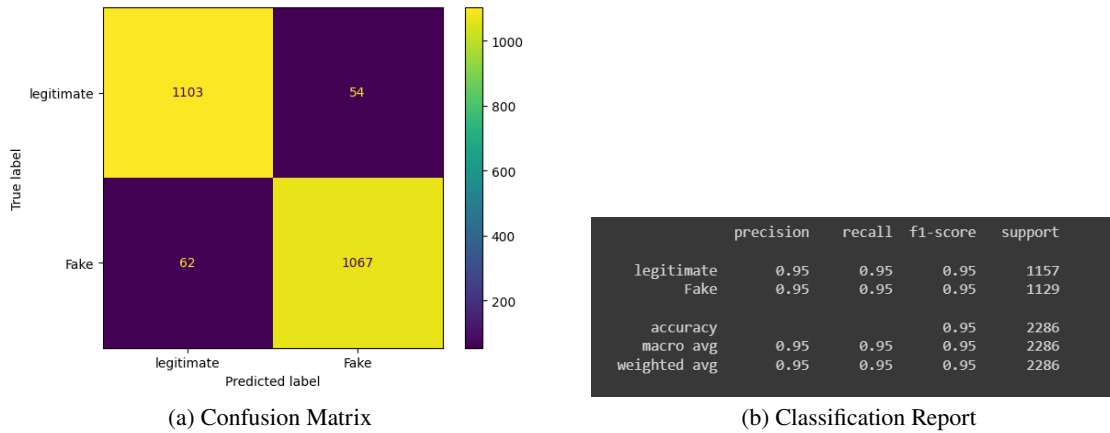 1000
legitimate
1103
54
800
True label
600
400
Fake
62
1067
200
legitimate
Fake
Predicted label
(a) Confusion Matrix
precision recall f1-score support
legitimate 0.95 0.95 0.95 1157
Fake 0.95 0.95 0.95 1129
accuracy 0.95 2286
macro avg 0.95 0.95 0.95 2286
weighted avg 0.95 0.95 0.95 2286
(b) Classification Report